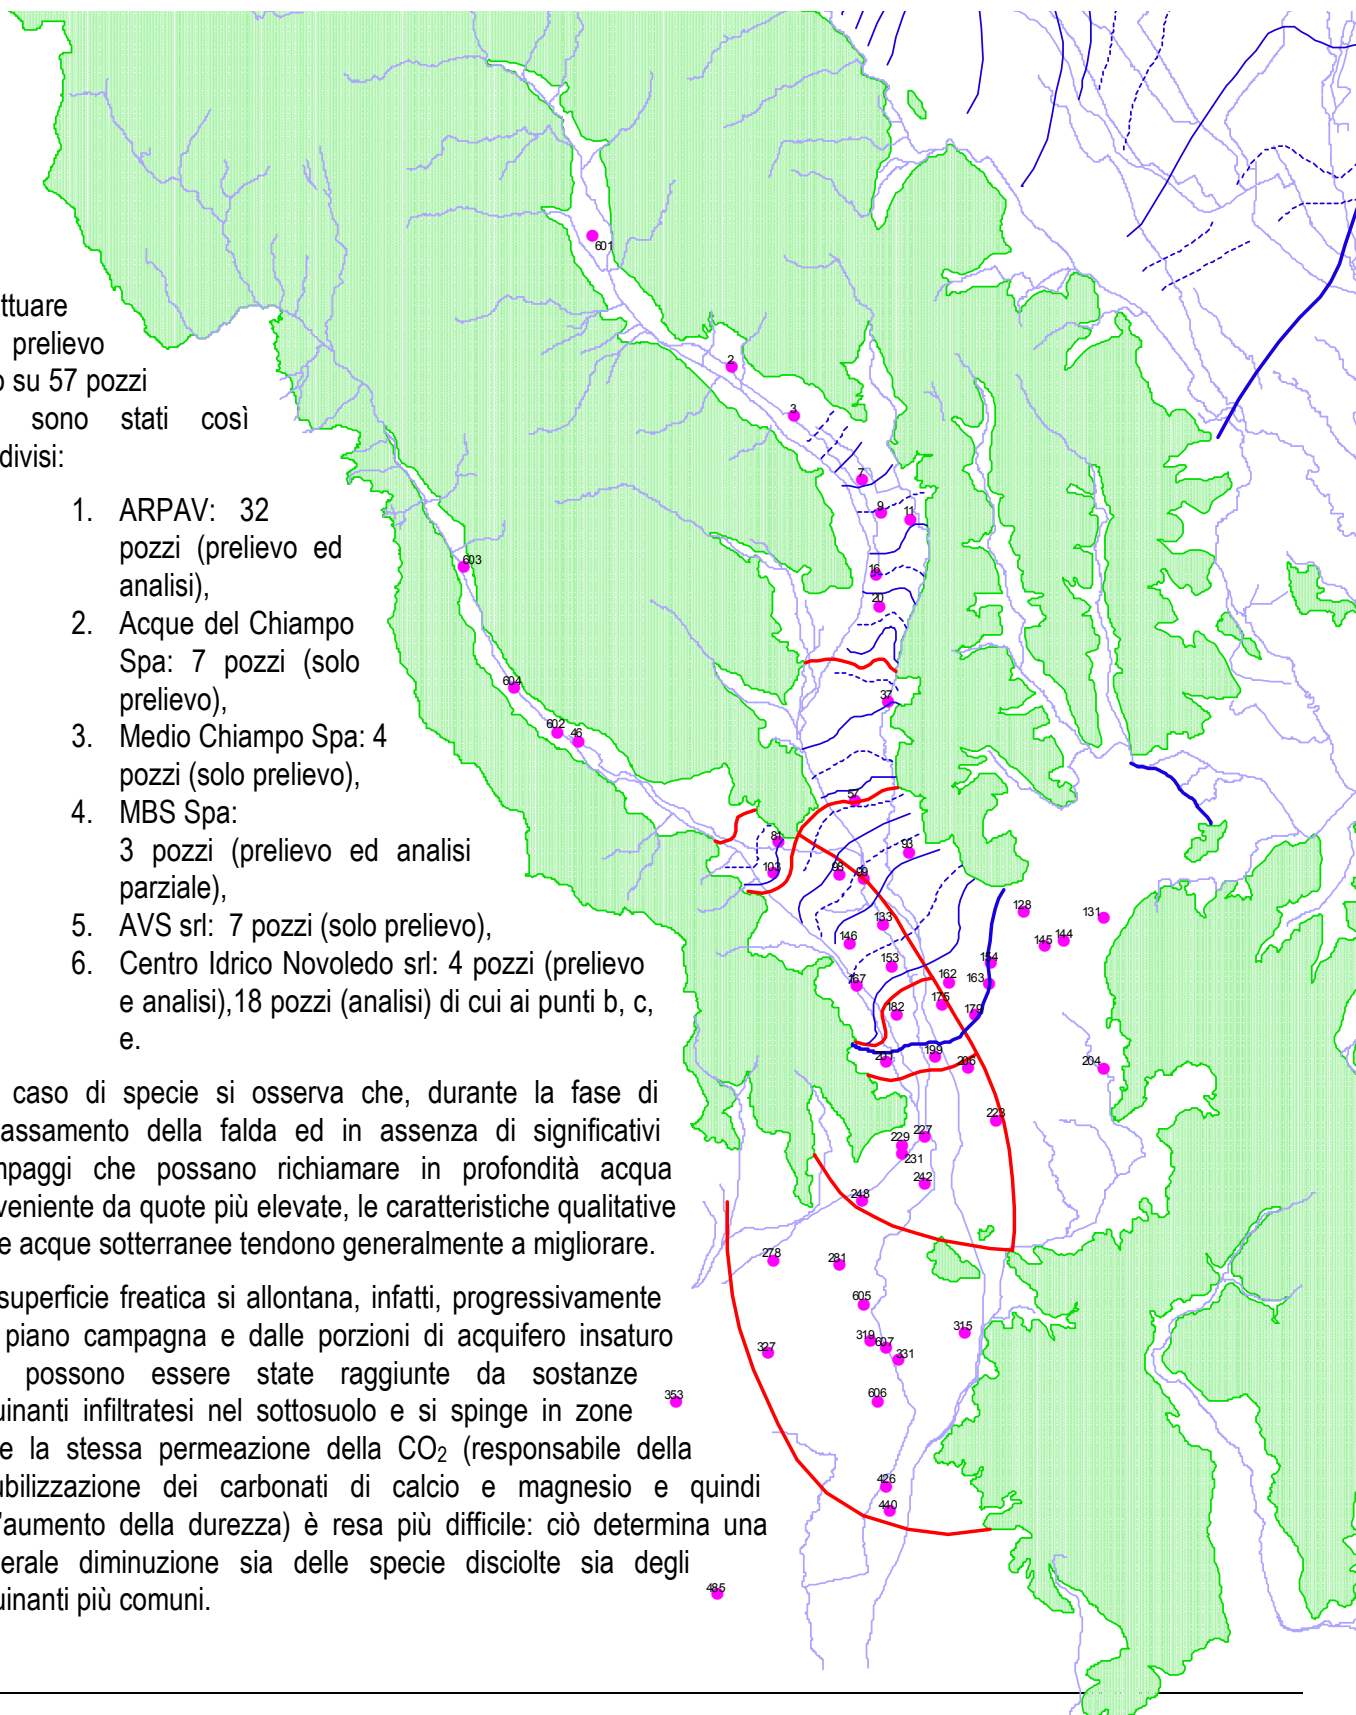 ttuare
prelievo
o su 57 pozzi
sono stati così
divisi:
1. ARPAV: 32
pozzi (prelievo ed
analisi),
2. Acque del Chiampo
Spa: 7 pozzi (solo
prelievo),
3. Medio Chiampo Spa: 4
pozzi (solo prelievo),
4. MBS Spa:
3 pozzi (prelievo ed analisi
parziale),
5. AVS srl: 7 pozzi (solo prelievo),
6. Centro Idrico Novoledo srl: 4 pozzi (prelievo
e analisi),18 pozzi (analisi) di cui ai punti b, c,
e.
caso di specie si osserva che, durante la fase di
assamento della falda ed in assenza di significativi
mpaggi che possano richiamare in profondità acqua
veniente da quote più elevate, le caratteristiche qualitative
e acque sotterranee tendono generalmente a migliorare.
superficie freatica si allontana, infatti, progressivamente
piano campagna e dalle porzioni di acquifero insaturo
possono essere state raggiunte da sostanze
uinanti infiltratesi nel sottosuolo e si spinge in zone
e la stessa permeazione della CO2 (responsabile della
ubilizzazione dei carbonati di calcio e magnesio e quindi
'aumento della durezza) è resa più difficile: ciò determina una
erale diminuzione sia delle specie disciolte sia degli
uinanti più comuni.
601
2
3
7
9
11
16
20
603
604
37
602
46
57
81
93
103
98
99
128
131
133
144
145
146
153
154
162
163
167
175
182
179
199
201
206
204
223
227
229
231
242
248
278
281
605
315
319
607
327
331
353
606
426
440
485